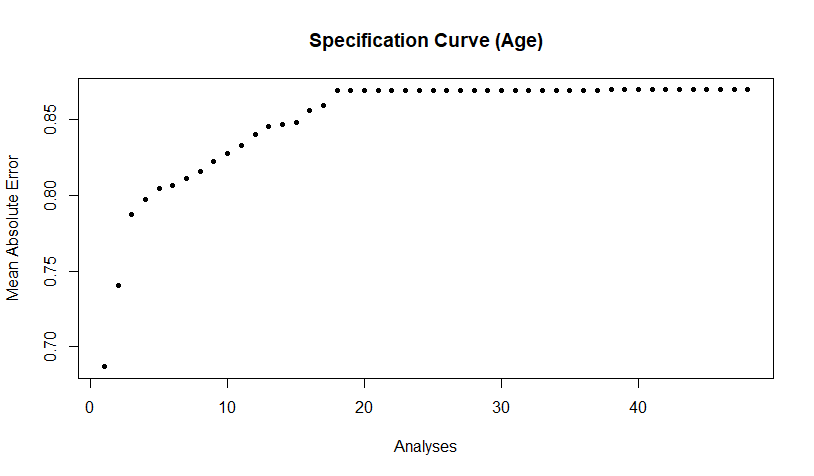 Specification Curve (Age)
Mean Absolute Error
0.85
0.80
0.75
0.70
0 10 20 30 40
Analyses